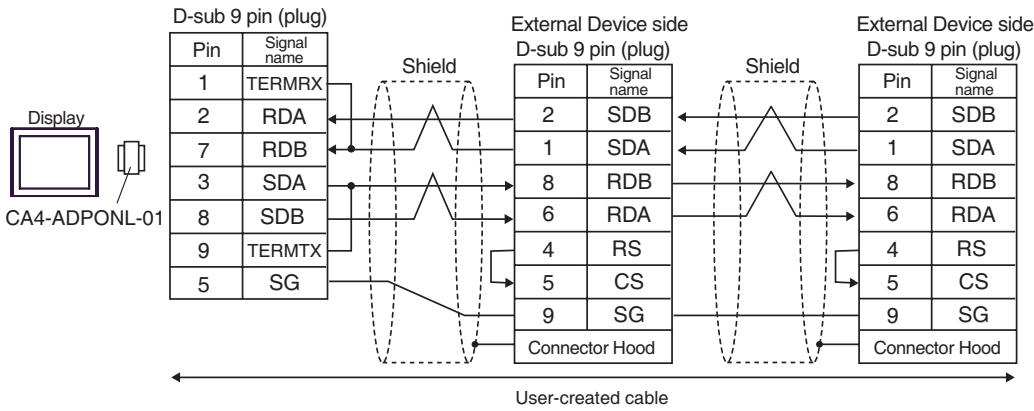 D-sub 9 pin (plug)
Pin Signal name
1 TERMRX
2 RDA
7 RDB
3 SDA
8 SDB
9 TERMTX
5 SG
Display
CA4-ADPONL-01
Shield
External Device side
D-sub 9 pin (plug)
Pin Signal name
2 SDB
1 SDA
8 RDB
6 RDA
4 RS
5 CS
9 SG
Connector Hood
Shield
External Device side
D-sub 9 pin (plug)
Pin Signal name
2 SDB
1 SDA
8 RDB
6 RDA
4 RS
5 CS
9 SG
Connector Hood
User-created cable